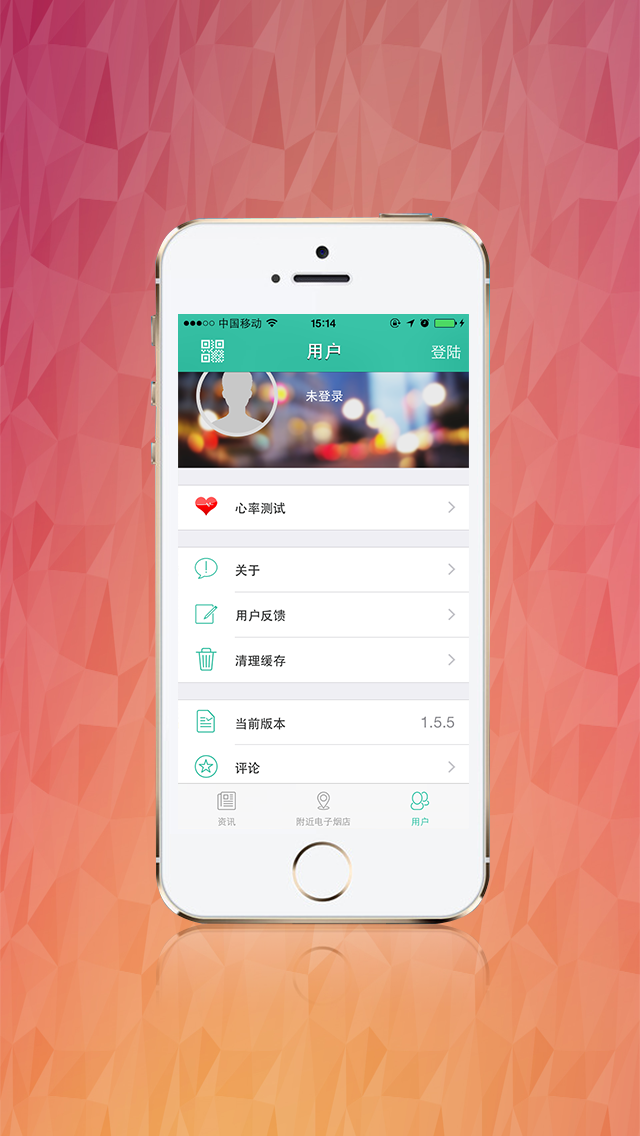 中国移动 15:14
用户 登陆
未登录
心率测试
关于
用户反馈
清理缓存
当前版本 1.5.5
评论
资讯 附近电子烟店 用户